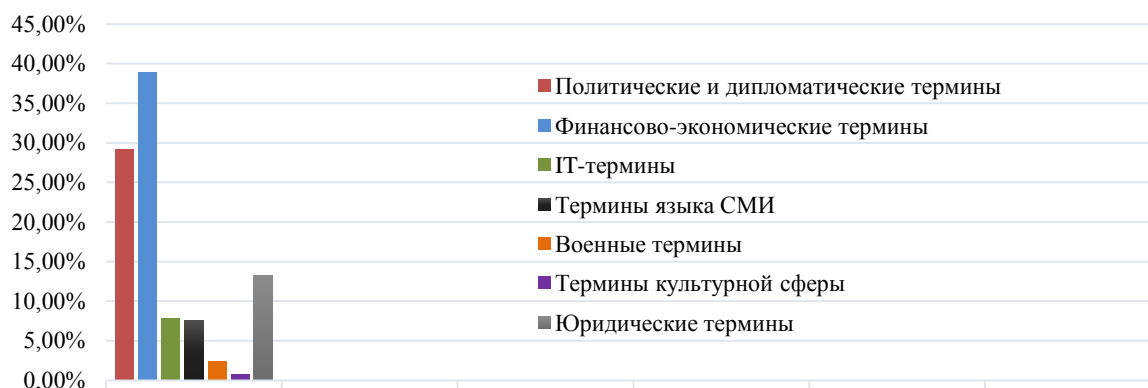 45,00%
40,00%
35,00%
30,00%
25,00%
20,00%
15,00%
10,00%
5,00%
0,00%
Политические и дипломатические термины
Финансово-экономические термины
IT-термины
Термины языка СМИ
Военные термины
Термины культурной сферы
Юридические термины